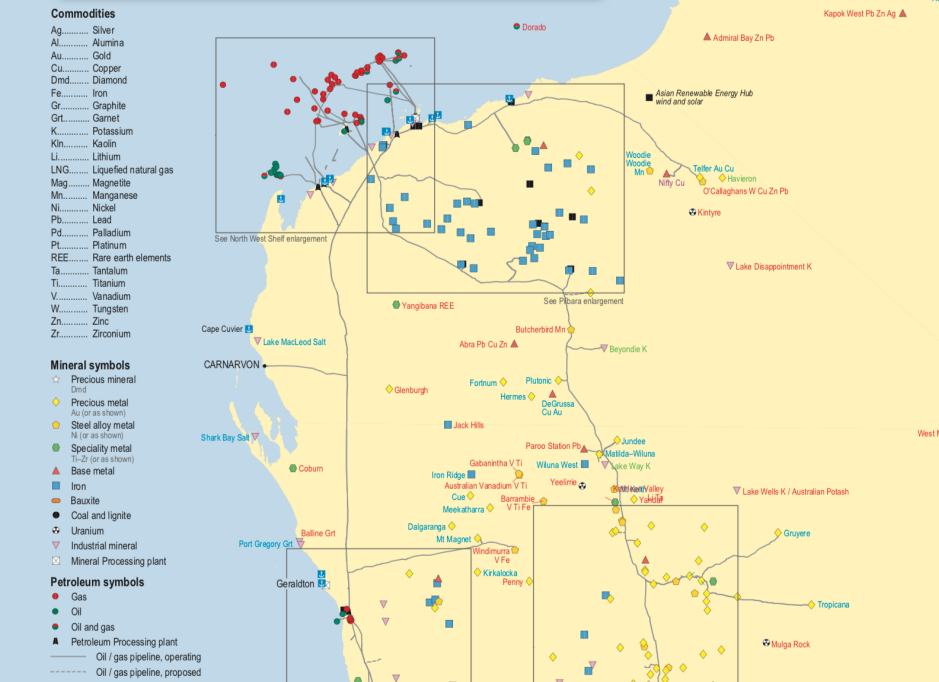 Commodities
Ag........... Silver
Al............ Alumina
Au........... Gold
Cu........... Copper
Dmd........ Diamond
Fe............ Iron
Gr............ Graphite
Grt........... Garnet
K.............. Potassium
Kln........... Kaolin
Li............. Lithium
LNG......... Liquefied natural gas
Mag......... Magnetite
Mn........... Manganese
Ni............ Nickel
Pb............ Lead
Pd............ Palladium
Pt............. Platinum
REE......... Rare earth elements
Ta............ Tantalum
Ti............. Titanium
V.............. Vanadium
W............. Tungsten
Zn............ Zinc
Zr............. Zirconium
Mineral symbols
Precious mineral
Dmd
Precious metal
Au (or as shown)
Steel alloy metal
Ni (or as shown)
Speciality metal
Ti–Zr (or as shown)
Base metal
Iron
Bauxite
Coal and lignite
Uranium
Industrial mineral
Mineral Processing plant
Petroleum symbols
Gas
Oil
Oil and gas
Petroleum Processing plant
Oil / gas pipeline, operating
Oil / gas pipeline, proposed
Kapok West Pb Zn Ag
Dorado
Admiral Bay Zn Pb
Asian Renewable Energy Hub
wind and solar
Woodie
Woodie
Mn
Nifty Cu
Telfer Au Cu
Havieron
O'Callaghans W Cu Zn Pb
Kintyre
See North West Shelf enlargement
Lake Disappointment K
See Pilbara enlargement
Yangibana REE
Cape Cuvier
Lake MacLeod Salt
Butcherbird Mn
Abra Pb Cu Zn
Beyondie K
CARNARVON
Glenburgh
Fortnum
Plutonic
Hermes
DeGrussa
Cu Au
Jack Hills
Shark Bay Salt
West M
Jundee
Paroo Station Pb
Matilda–Wiluna
Gabanintha V Ti
Wiluna West
Lake Way K
Coburn
Iron Ridge
Australian Vanadium V Ti
Yeelirrie
Cue
Barrambie
V Ti Fe
Yandal
Lake Wells K / Australian Potash
Meekatharra
Dalgaranga
Mt Magnet
Balline Grt
Port Gregory Grt
Windimurra
V Fe
Gruyere
Geraldton
Kirkalocka
Penny
Tropicana
Mulga Rock